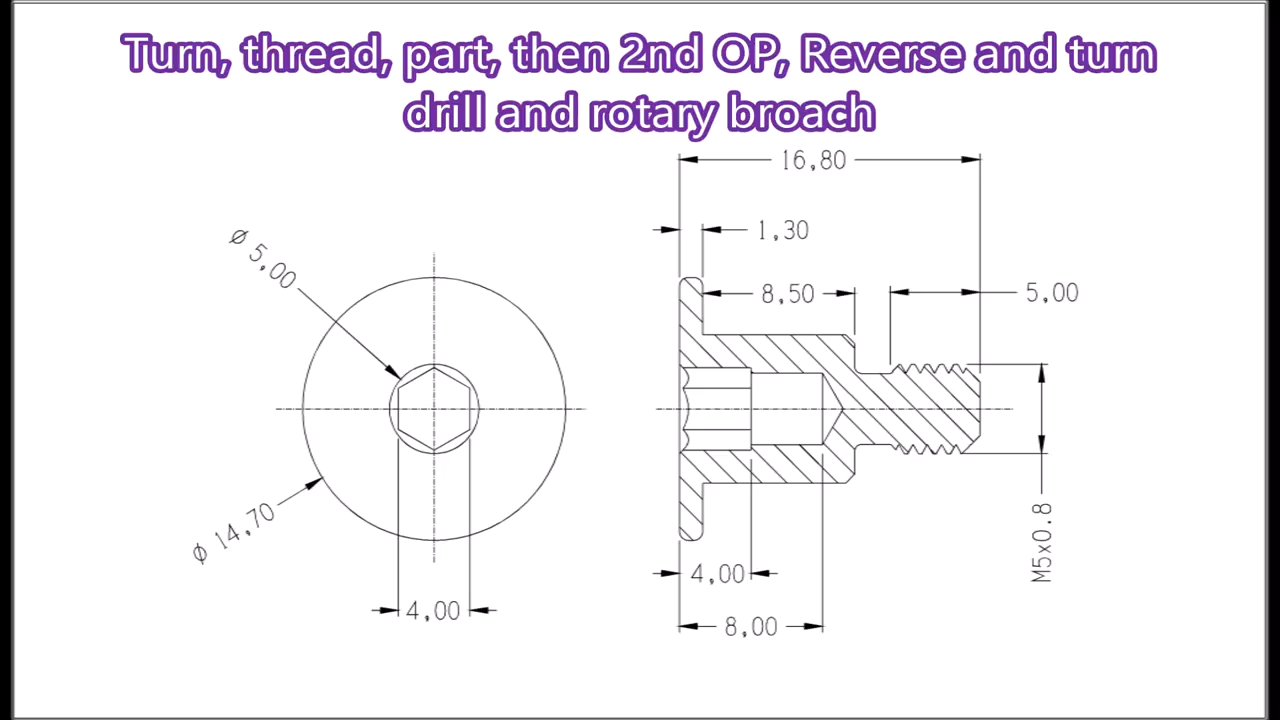 Turn, thread, part, then 2nd OP, Reverse and turn
drill and rotary broach
16,80
1,30
ø 5,00
8,50
5,00
ø 14,70
M5x0.8
4,00
4,00
8,00